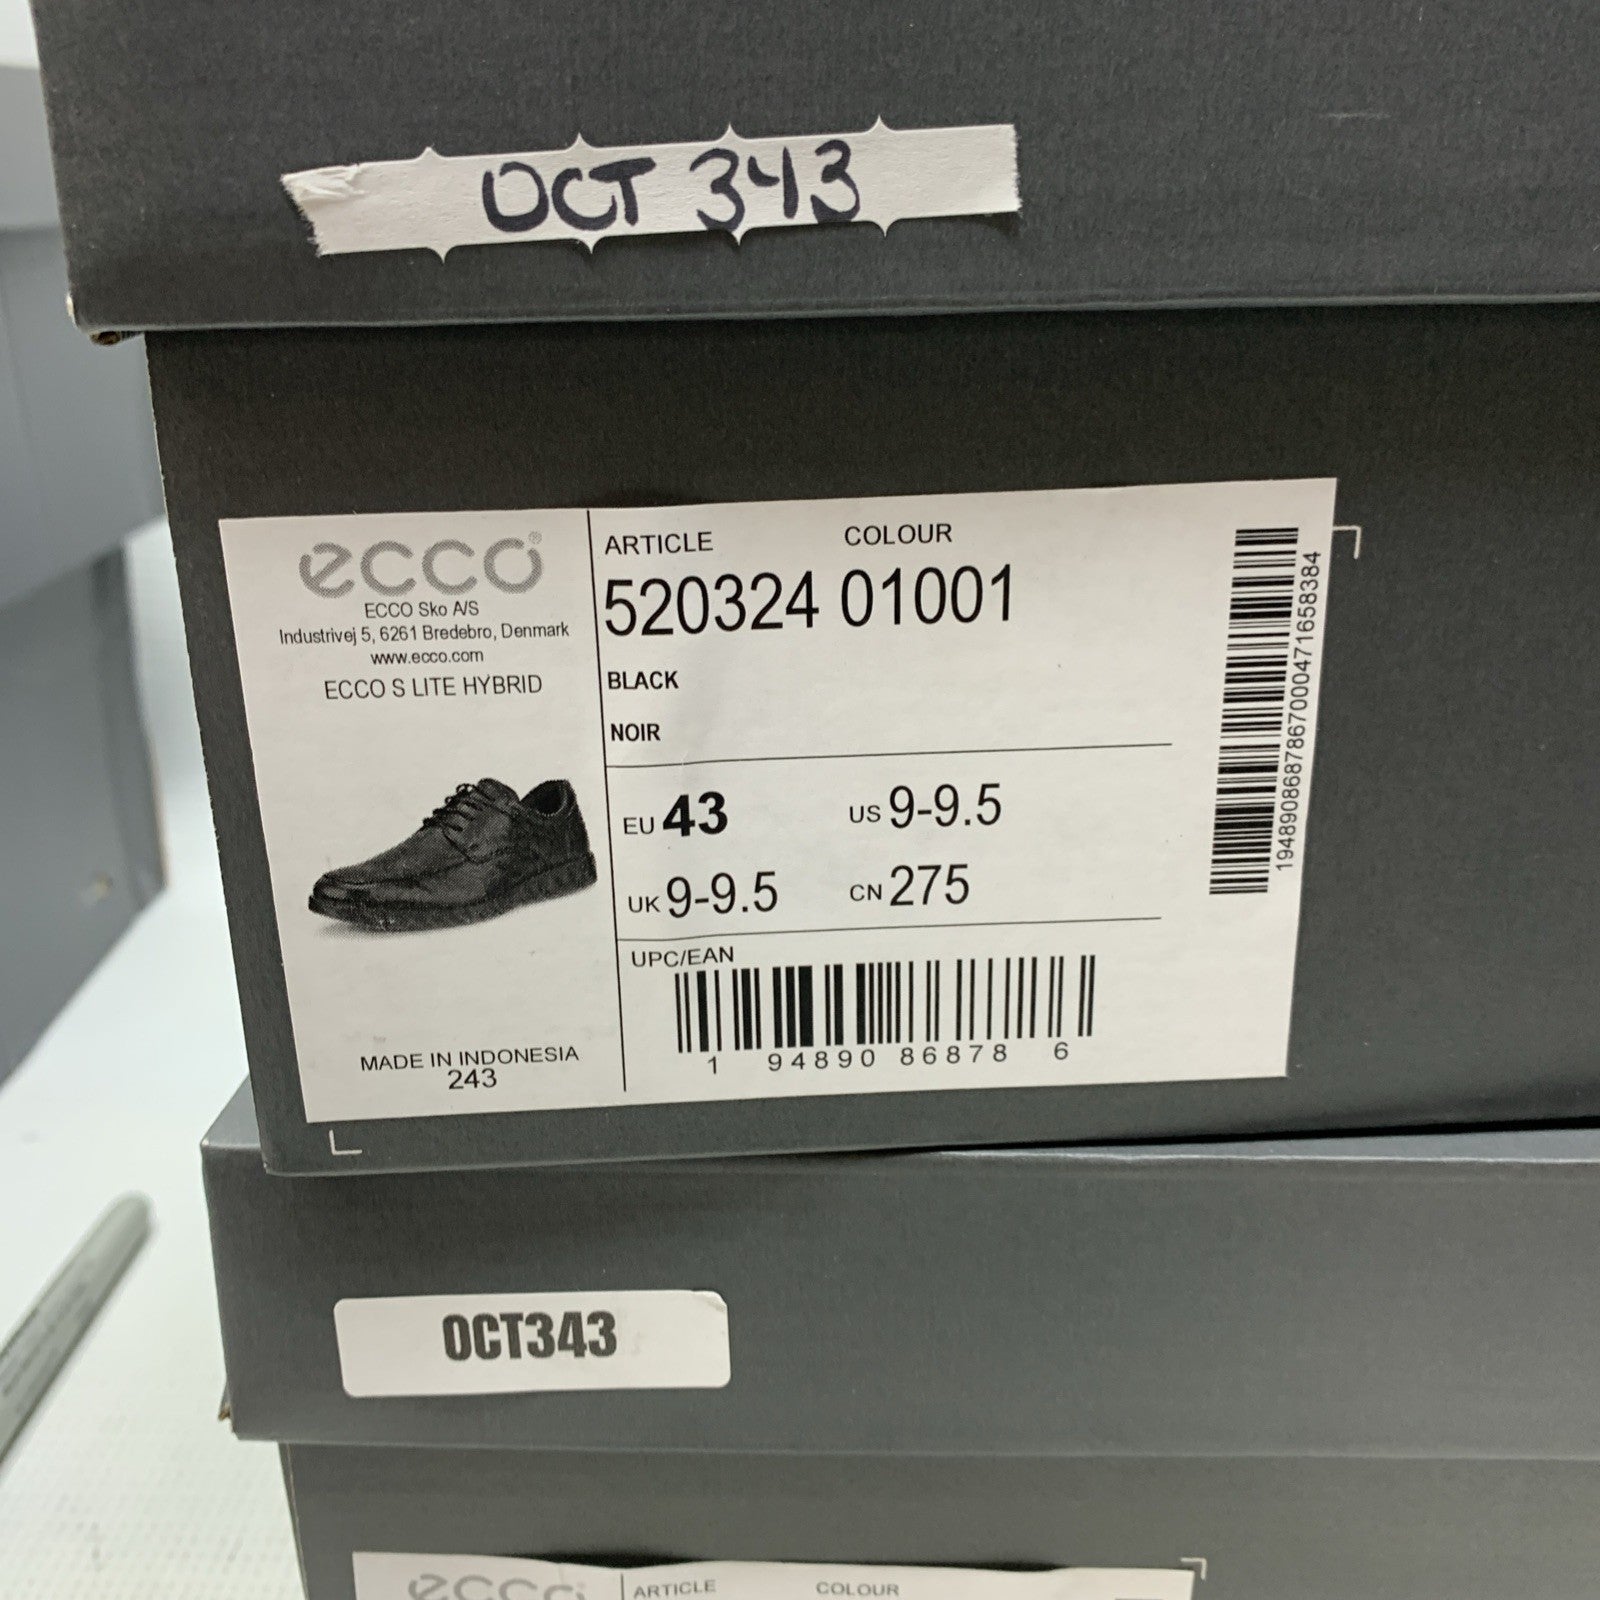 OCT 343
ecco®
ECCO Sko A/S
Industrivej 5, 6261 Bredebro, Denmark
www.ecco.com
ECCO S LITE HYBRID
MADE IN INDONESIA
243
ARTICLE COLOUR
520324 01001
BLACK
NOIR
EU 43 US 9-9.5
UK 9-9.5 CN 275
UPC/EAN
1 94890 86878 6
1948908687867000471658384
OCT343
ecco
ARTICLE COLOUR